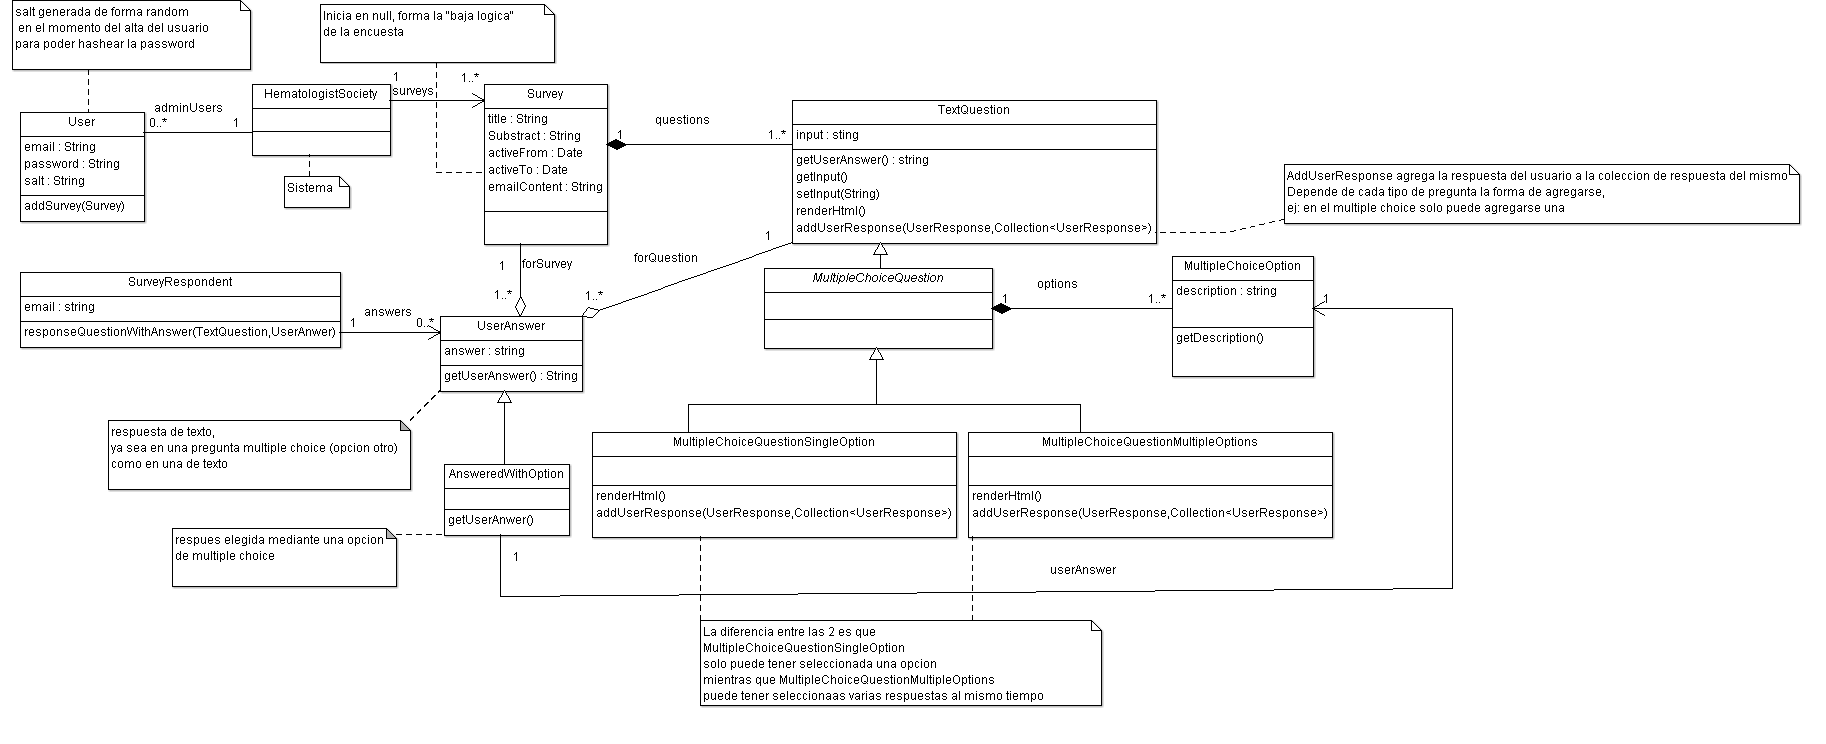 salt generada de forma random
en el momento del alta del usuario
para poder hashear la password
Inicia en null, forma la "baja logica"
de la encuesta
User
email : String
password : String
salt : String
addSurvey(Survey)
adminUsers
0..*
1
HematologistSociety
Sistema
1
surveys
1..*
Survey
title : String
Substract : String
activeFrom : Date
activeTo : Date
emailContent : String
1
questions
1..*
TextQuestion
input : sting
getUserAnswer() : string
getInput()
setInput(String)
renderHtml()
addUserResponse(UserResponse,Collection<UserResponse>)
AddUserResponse agrega la respuesta del usuario a la coleccion de respuesta del mismo
Depende de cada tipo de pregunta la forma de agregarse,
ej: en el multiple choice solo puede agregarse una
1
forSurvey
1..*
1
forQuestion
1..*
SurveyRespondent
email : string
responseQuestionWithAnswer(TextQuestion,UserAnwer)
1
answers
0..*
UserAnswer
answer : string
getUserAnswer() : String
MultipleChoiceQuestion
1
options
1..*
MultipleChoiceOption
description : string
getDescription()
1
respuesta de texto,
ya sea en una pregunta multiple choice (opcion otro)
como en una de texto
AnsweredWithOption
getUserAnwer()
respues elegida mediante una opcion
de multiple choice
1
userAnswer
MultipleChoiceQuestionSingleOption
renderHtml()
addUserResponse(UserResponse,Collection<UserResponse>)
MultipleChoiceQuestionMultipleOptions
renderHtml()
addUserResponse(UserResponse,Collection<UserResponse>)
La diferencia entre las 2 es que
MultipleChoiceQuestionSingleOption
solo puede tener seleccionada una opcion
mientras que MultipleChoiceQuestionMultipleOptions
puede tener seleccionaas varias respuestas al mismo tiempo